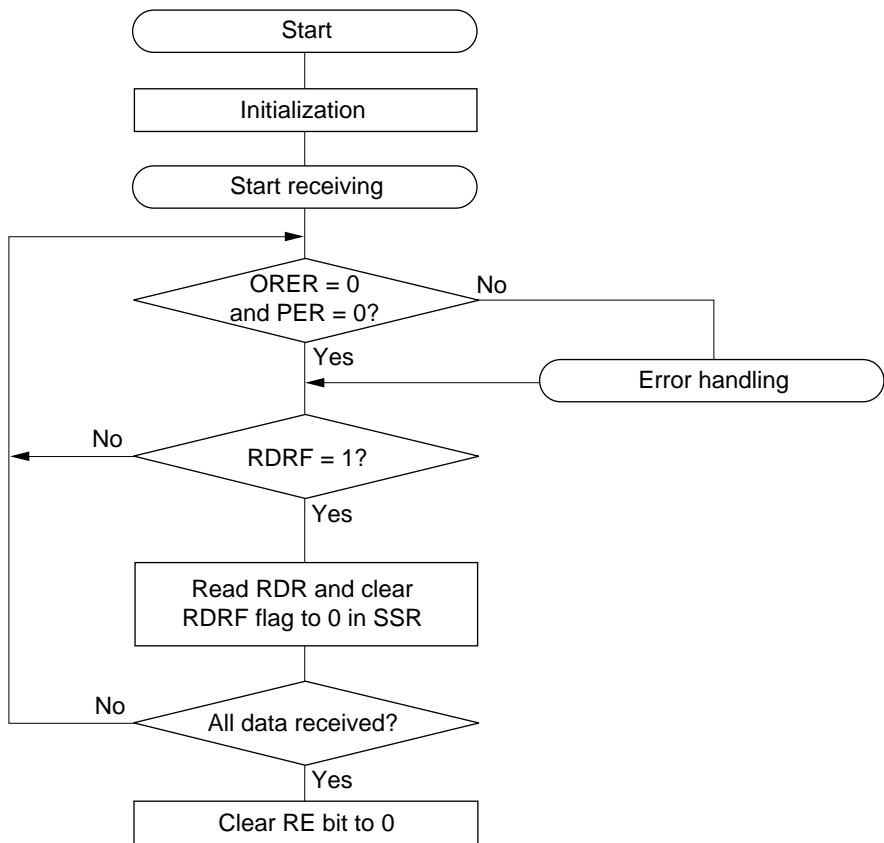 Start
Initialization
Start receiving
ORER = 0
and PER = 0?
No
Yes
Error handling
No
RDRF = 1?
Yes
Read RDR and clear
RDRF flag to 0 in SSR
No
All data received?
Yes
Clear RE bit to 0